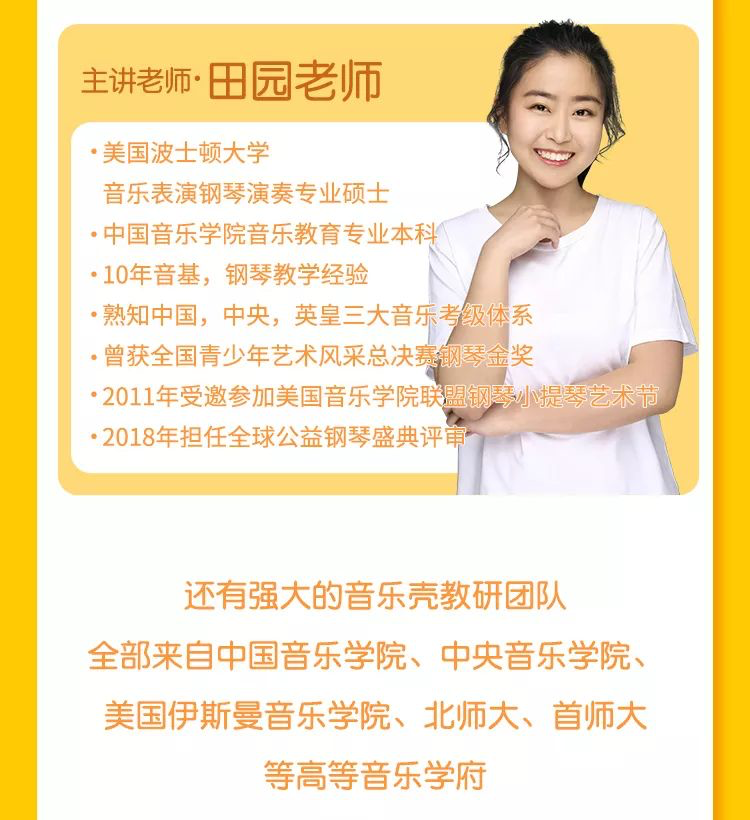 主讲老师·田园老师
·美国波士顿大学
音乐表演钢琴演奏专业硕士
·中国音乐学院音乐教育专业本科
·10年音基，钢琴教学经验
·熟知中国，中央，英皇三大音乐考级体系
·曾获全国青少年艺术风采总决赛钢琴金奖
·2011年受邀参加美国音乐学院联盟钢琴小提琴艺术节
·2018年担任全球公益钢琴盛典评审
还有强大的音乐壳教研团队
全部来自中国音乐学院、中央音乐学院、
美国伊斯曼音乐学院、北师大、首师大
等高等音乐学府